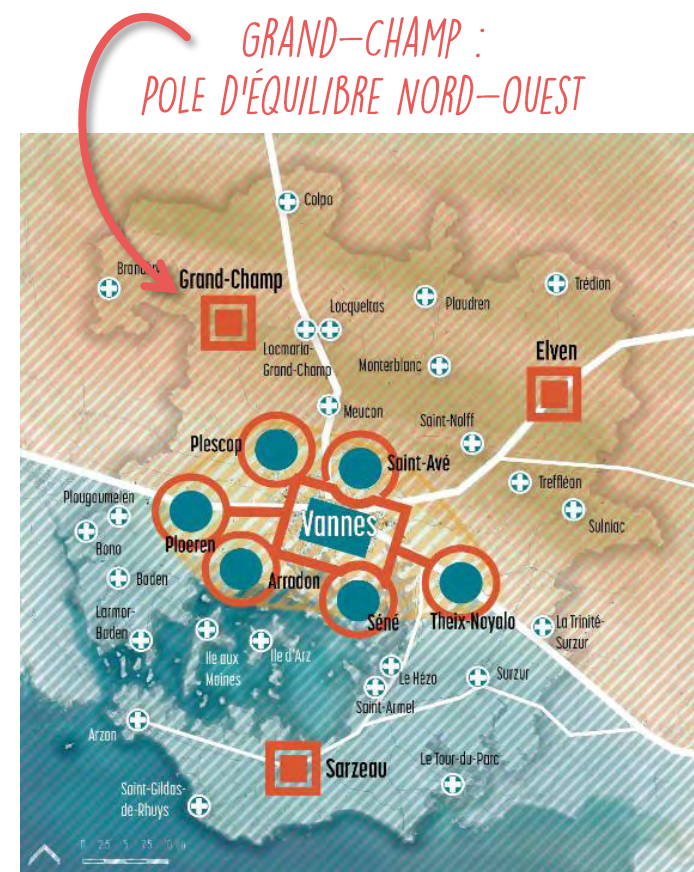 GRAND-CHAMP :
POLE D'ÉQUILIBRE NORD-OUEST
Colpo
Grand-Champ
Locqueltas
Plaudren
Trédion
Locmaria-
Grand-Champ
Monterblanc
Elven
Meucon
Saint-Nolff
Plescop
Saint-Avé
Treffléan
Sulniac
Plougoumelen
Bono
Ploeren
Vannes
Baden
Arradon
Séné
Theix-Noyalo
Larmor-
Baden
Ile aux
Moines
Ile d'Arz
La Trinité-
Surzur
Le Hézo
Surzur
Saint-Armel
Arzon
Sarzeau
Le Tour-du-Parc
Saint-Gildas-
de-Rhuys